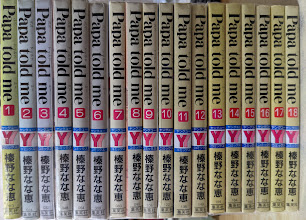 Papa told me 1 Y 榛野なな恵
Papa told me 2 Y 榛野なな恵
Papa told me 3 Y 榛野なな恵
Papa told me 4 Y 榛野なな恵
Papa told me 5 Y 榛野なな恵
Papa told me 6 Y 榛野なな恵
Papa told me 7 Y 榛野なな恵
Papa told me 8 Y 榛野なな恵
Papa told me 9 Y 榛野なな恵
Papa told me 10 Y 榛野なな恵
Papa told me 11 Y 榛野なな恵
Papa told me 12 Y 榛野なな恵
Papa told me 13 Y 榛野なな恵
Papa told me 14 Y 榛野なな恵
Papa told me 15 Y 榛野なな恵
Papa told me 16 Y 榛野なな恵
Papa told me 17 Y 榛野なな恵
Papa told me 18 Y 榛野なな恵